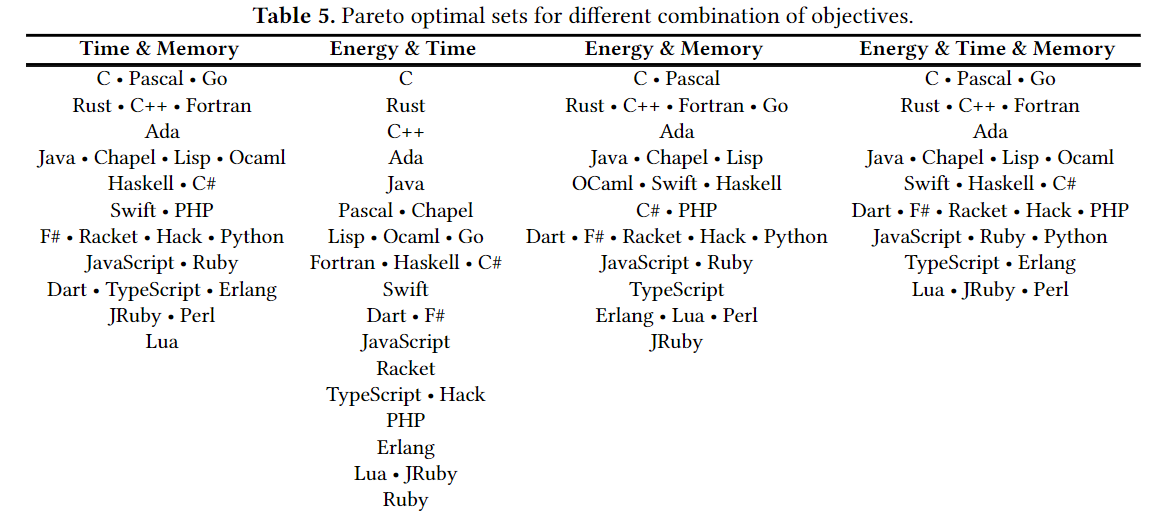 Table 5. Pareto optimal sets for different combination of objectives.
Time & Memory Energy & Time Energy & Memory Energy & Time & Memory
C • Pascal • Go C C • Pascal C • Pascal • Go
Rust • C++ • Fortran Rust Rust • C++ • Fortran • Go Rust • C++ • Fortran
Ada C++ Ada Ada
Java • Chapel • Lisp • Ocaml Ada Java • Chapel • Lisp Java • Chapel • Lisp • Ocaml
Haskell • C# Java OCaml • Swift • Haskell Swift • Haskell • C#
Swift • PHP Pascal • Chapel C# • PHP Dart • F# • Racket • Hack • PHP
F# • Racket • Hack • Python Lisp • Ocaml • Go Dart • F# • Racket • Hack • Python JavaScript • Ruby • Python
JavaScript • Ruby Fortran • Haskell • C# JavaScript • Ruby TypeScript • Erlang
Dart • TypeScript • Erlang Swift TypeScript Lua • JRuby • Perl
JRuby • Perl Dart • F# Erlang • Lua • Perl
Lua JavaScript JRuby
Racket
TypeScript • Hack
PHP
Erlang
Lua • JRuby
Ruby